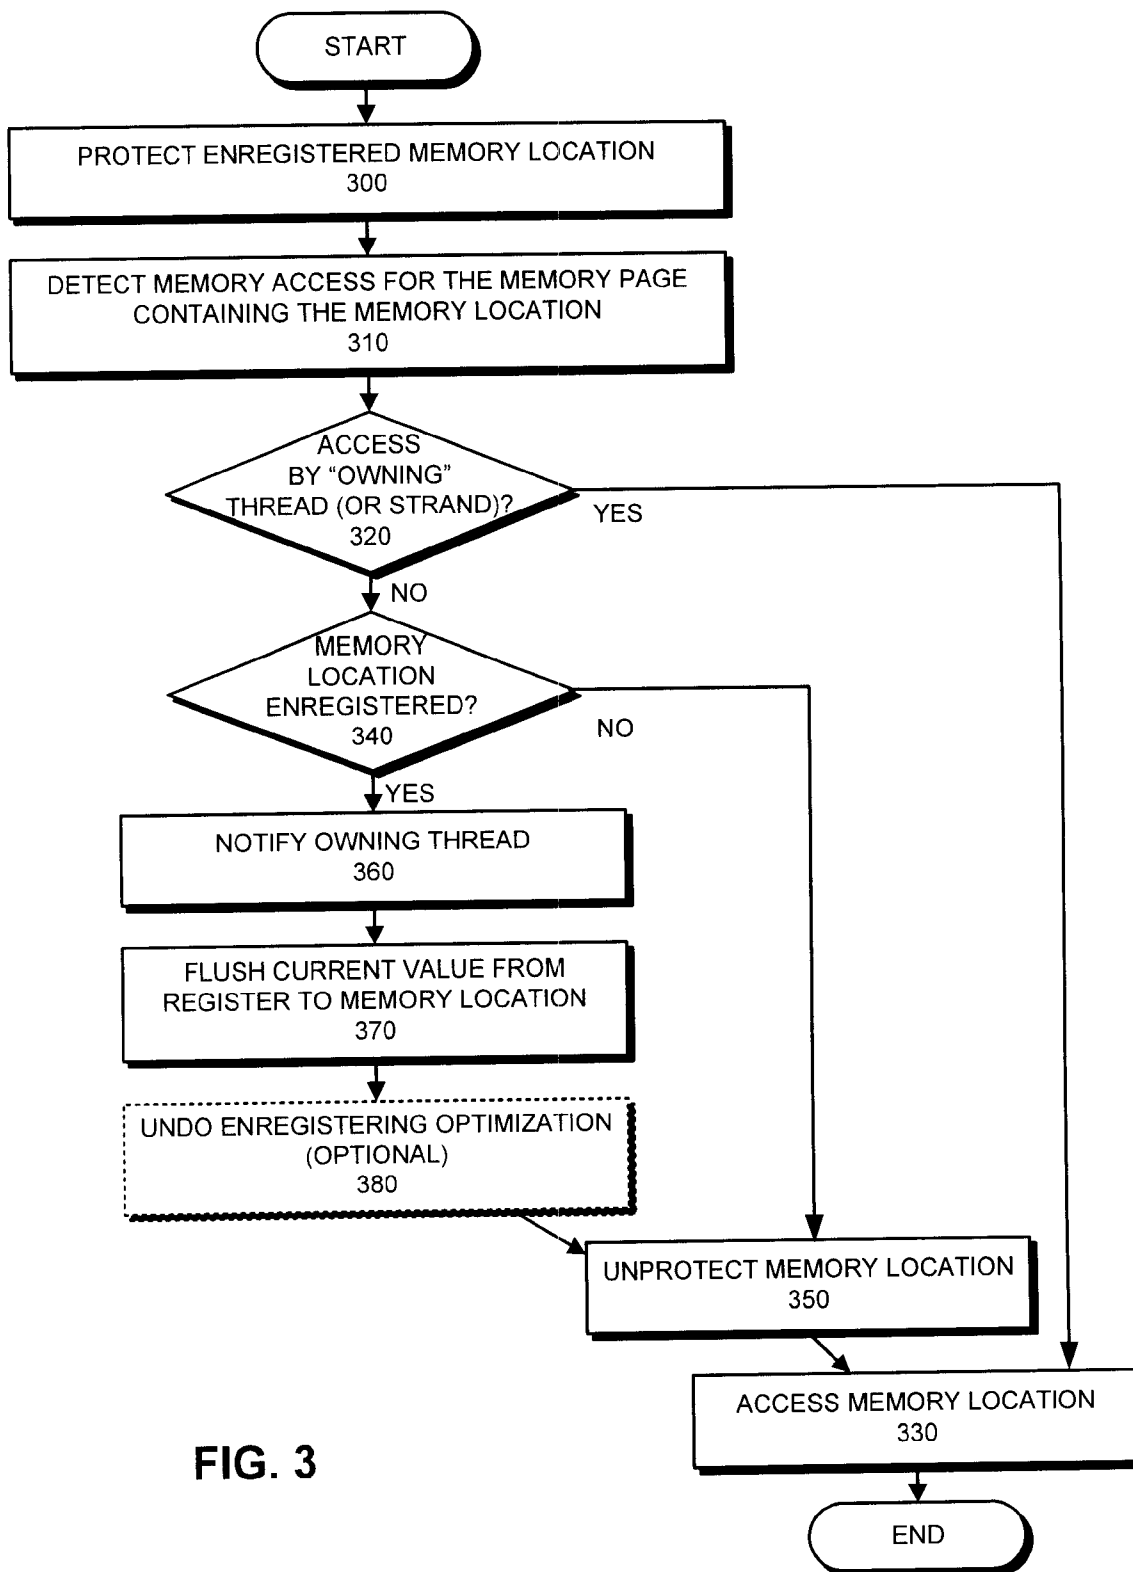 START
PROTECT ENREGISTERED MEMORY LOCATION
300
DETECT MEMORY ACCESS FOR THE MEMORY PAGE
CONTAINING THE MEMORY LOCATION
310
ACCESS
BY “OWNING”
THREAD (OR STRAND)?
320
YES
NO
MEMORY
LOCATION
ENREGISTERED?
340
NO
YES
NOTIFY OWNING THREAD
360
FLUSH CURRENT VALUE FROM
REGISTER TO MEMORY LOCATION
370
UNDO ENREGISTERING OPTIMIZATION
(OPTIONAL)
380
UNPROTECT MEMORY LOCATION
350
ACCESS MEMORY LOCATION
330
FIG. 3
END